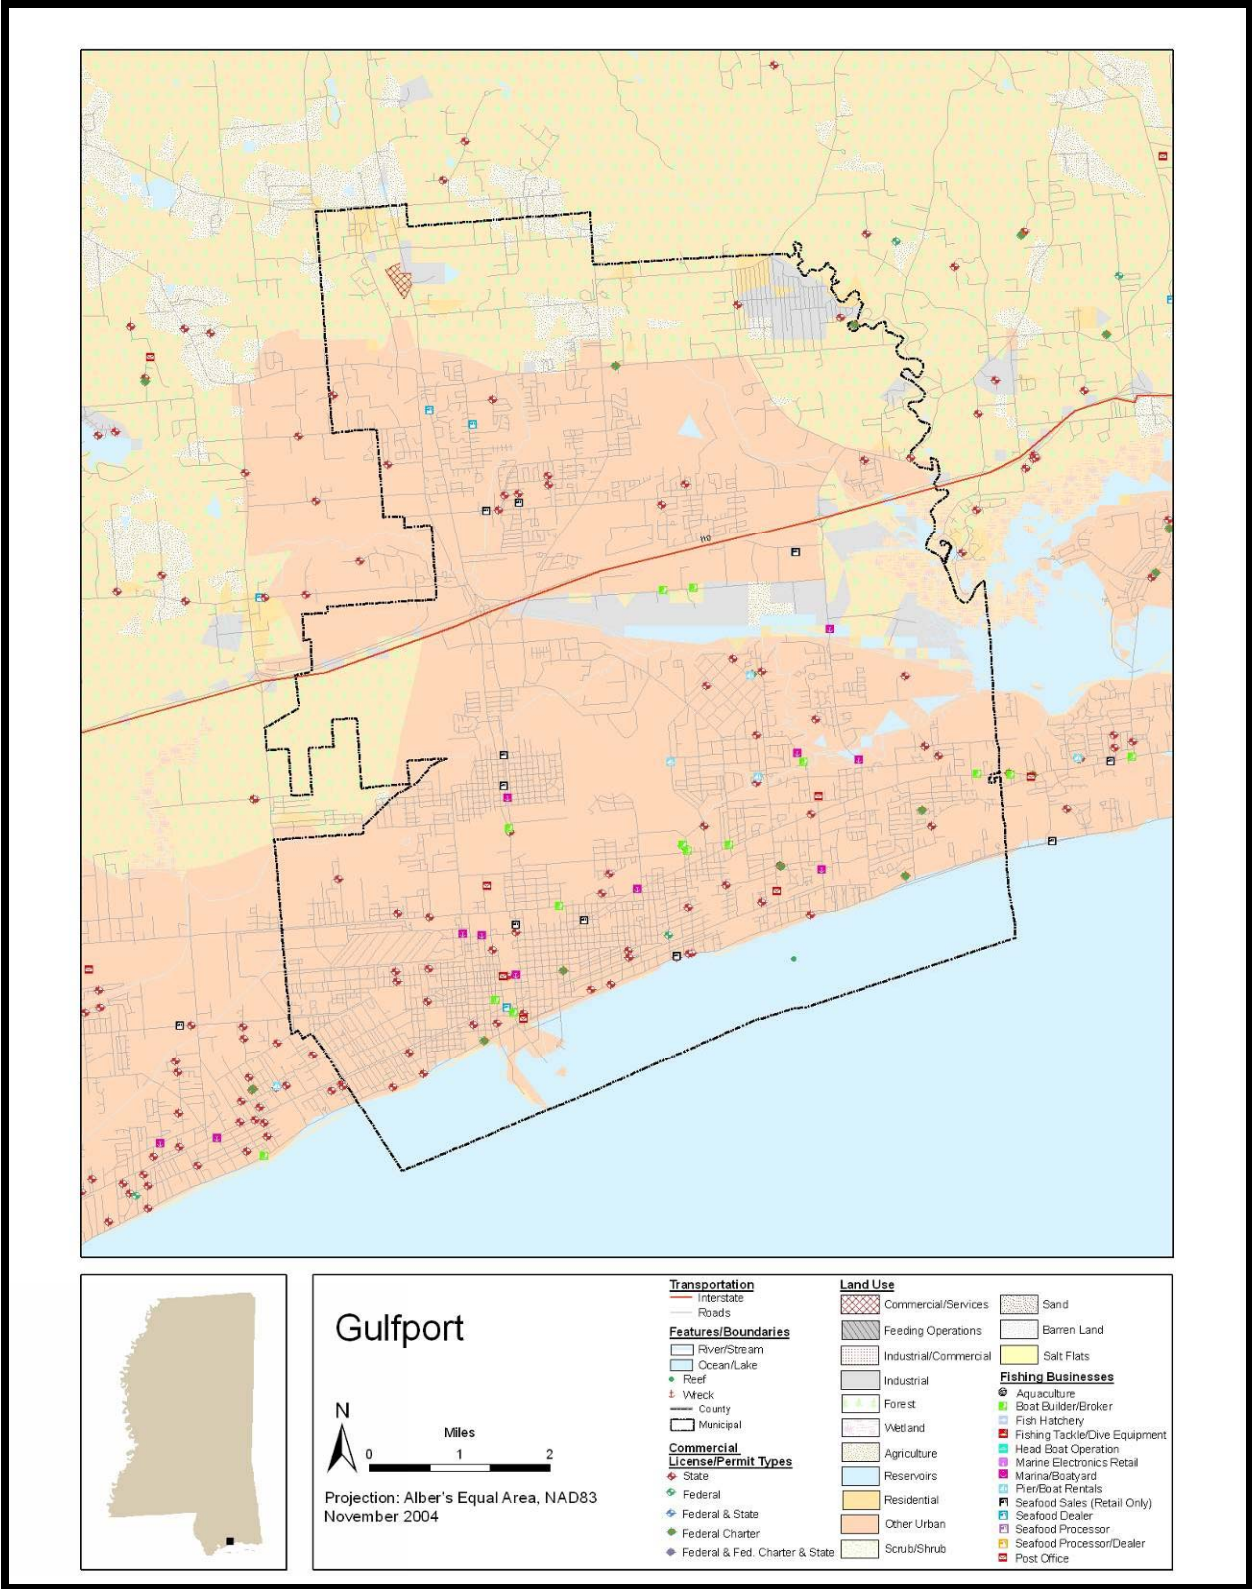 110
Gulfport
N
Miles
0 1 2
Projection: Alber's Equal Area, NAD83
November 2004
Transportation
Interstate
Roads
Features/Boundaries
River/Stream
Ocean/Lake
Reef
Wreck
County
Municipal
Commercial
License/Permit Types
State
Federal
Federal & State
Federal Charter
Federal & Fed. Charter & State
Land Use
Commercial/Services
Feeding Operations
Industrial/Commercial
Industrial
Forest
Wetland
Agriculture
Reservoirs
Residential
Other Urban
Scrub/Shrub
Sand
Barren Land
Salt Flats
Fishing Businesses
Aquaculture
Boat Builder/Broker
Fish Hatchery
Fishing Tackle/Dive Equipment
Head Boat Operation
Marine Electronics Retail
Marina/Boatyard
Pier/Boat Rentals
Seafood Sales (Retail Only)
Seafood Dealer
Seafood Processor
Seafood Processor/Dealer
Post Office